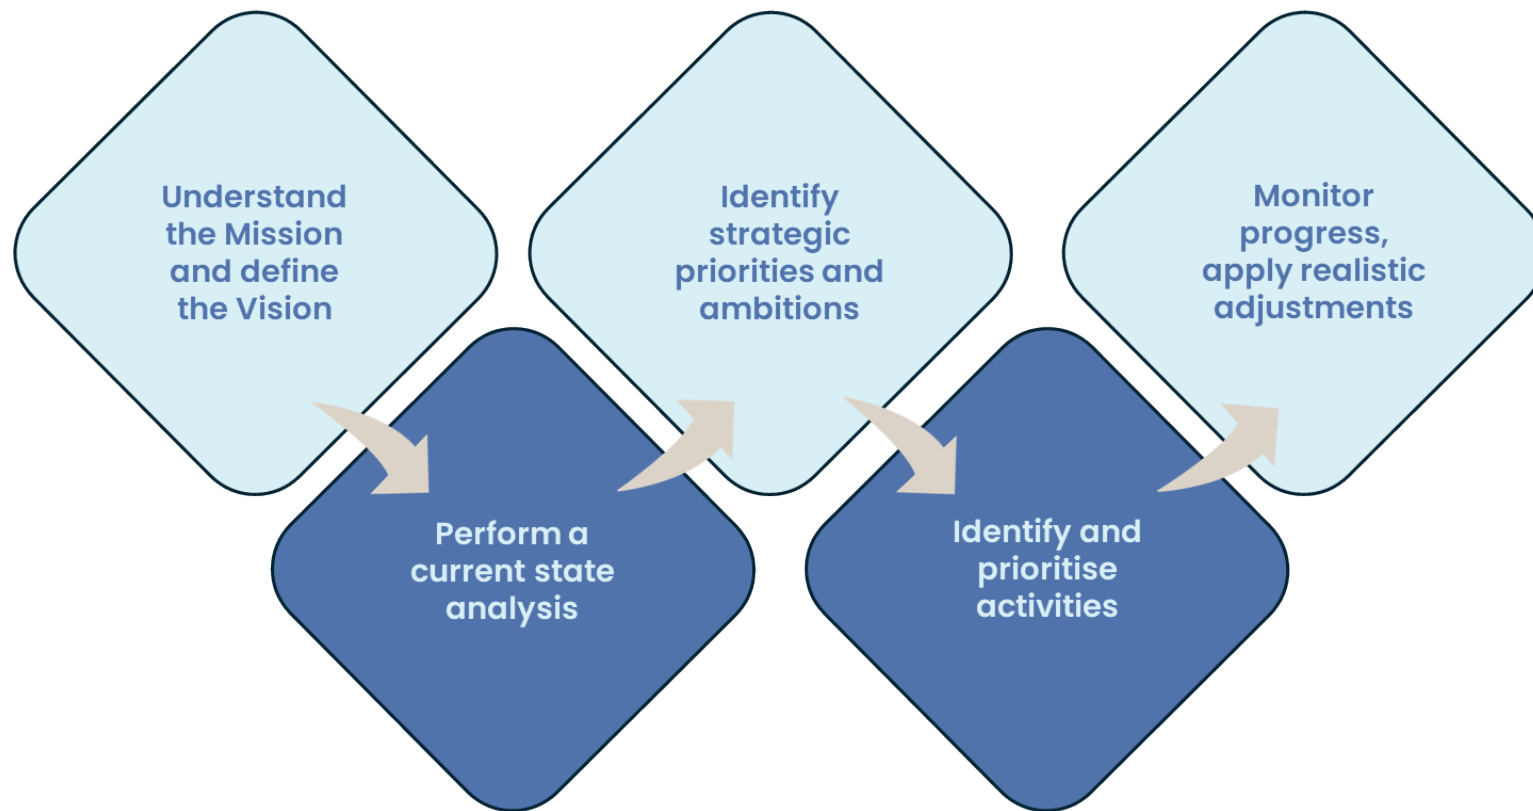 Understand
the Mission
and define
the Vision
Perform a
current state
analysis
Identify
strategic
priorities and
ambitions
Identify and
prioritise
activities
Monitor
progress,
apply realistic
adjustments